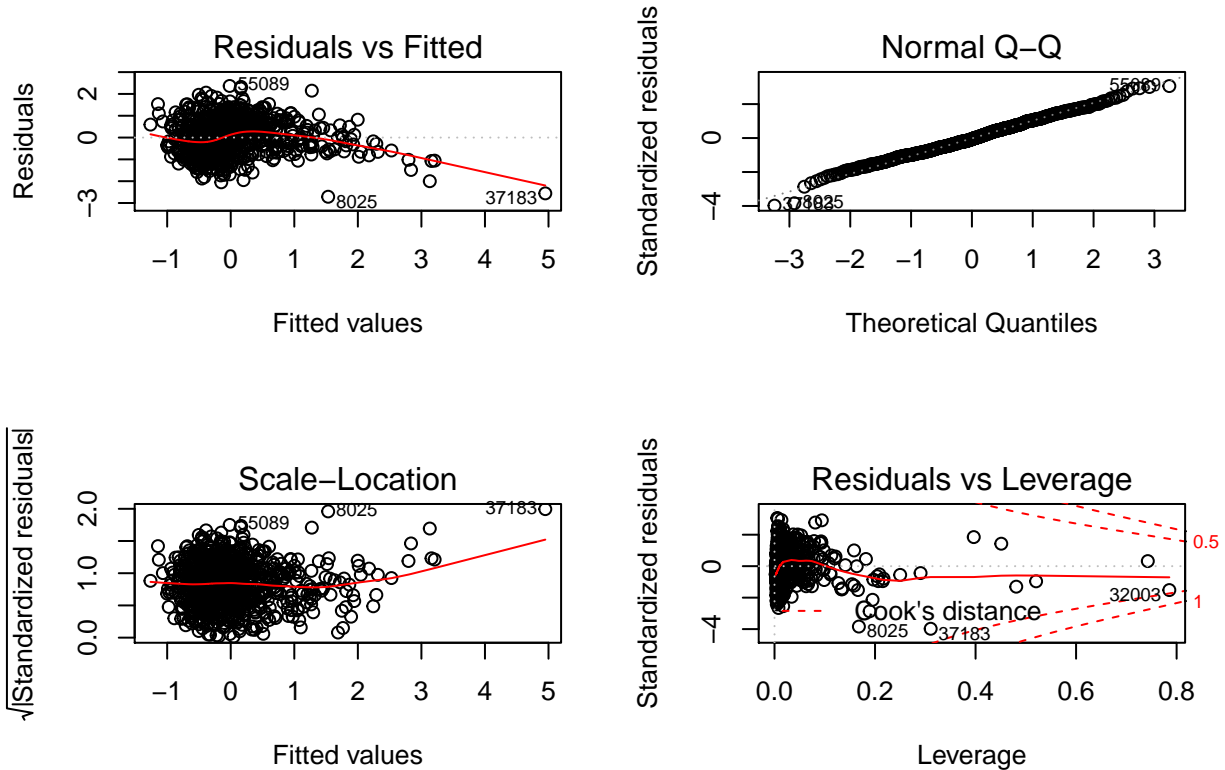 Residuals vs Fitted
Residuals
2
0
−3
55089
8025
37183
−1 0 1 2 3 4 5
Fitted values
Normal Q−Q
Standardized residuals
0
−4
55089
8025
37183
−3 −2 −1 0 1 2 3
Theoretical Quantiles
Scale−Location
√|Standardized residuals|
2.0
1.0
0.0
55089
8025
37183
−1 0 1 2 3 4 5
Fitted values
Residuals vs Leverage
Standardized residuals
0
−4
0.5
1
32003
Cook's distance
8025
37183
0.0 0.2 0.4 0.6 0.8
Leverage